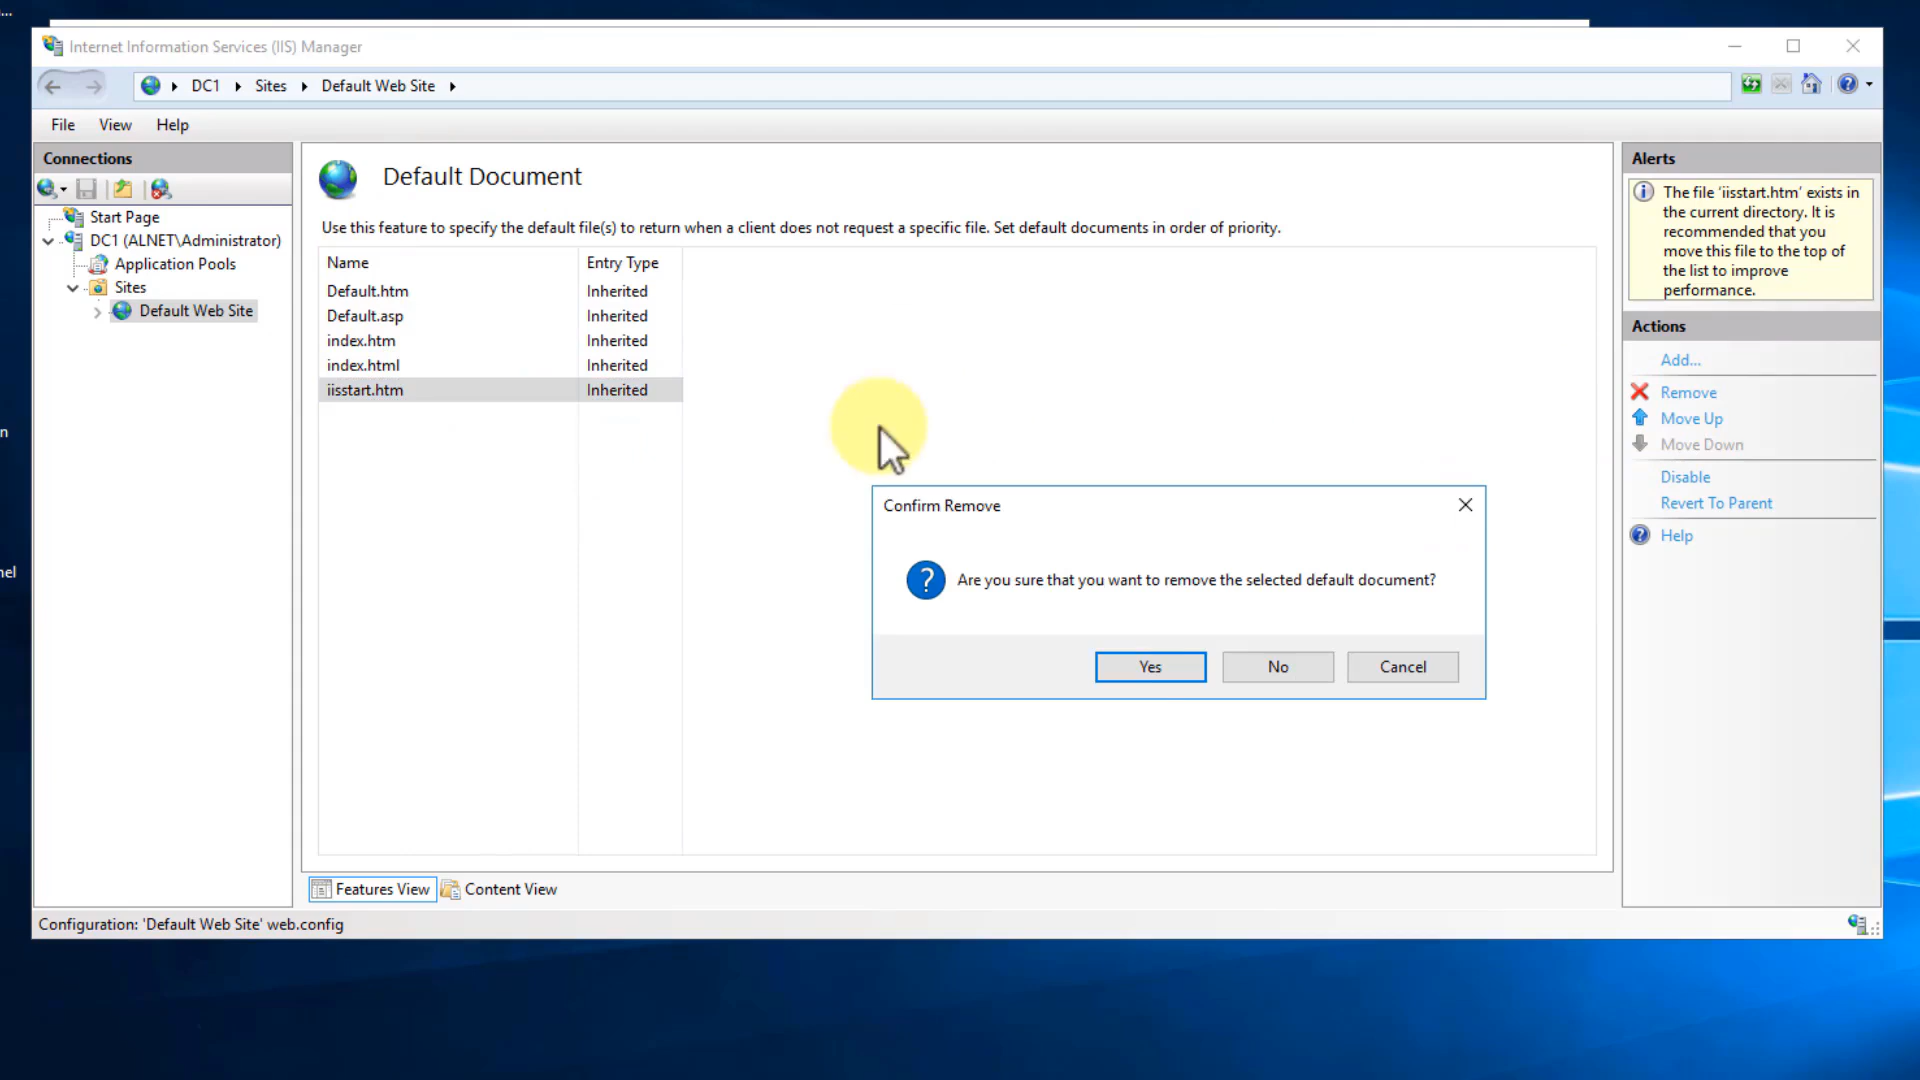 ...
Internet Information Services (IIS) Manager
DC1
Sites
Default Web Site
File
View
Help
Connections
Start Page
DC1 (ALNET\Administrator)
Application Pools
Sites
Default Web Site
Default Document
Use this feature to specify the default file(s) to return when a client does not request a specific file. Set default documents in order of priority.
Name Entry Type
Default.htm Inherited
Default.asp Inherited
index.htm Inherited
index.html Inherited
iisstart.htm Inherited
Confirm Remove
Are you sure that you want to remove the selected default document?
Yes
No
Cancel
Features View
Content View
Alerts
The file 'iisstart.htm' exists in
the current directory. It is
recommended that you
move this file to the top of
the list to improve
performance.
Actions
Add...
Remove
Move Up
Move Down
Disable
Revert To Parent
Help
Configuration: 'Default Web Site' web.config
n
nel